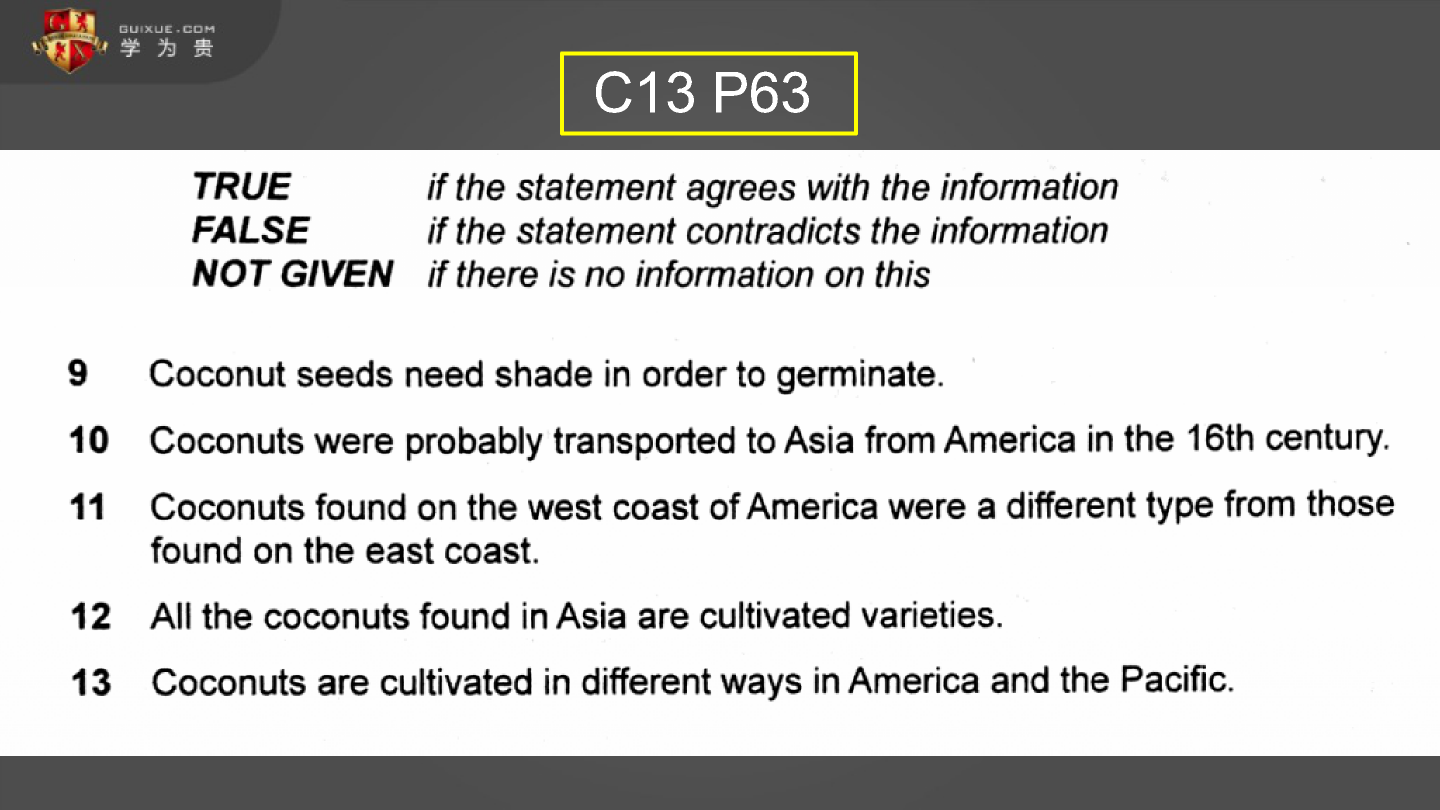 GUIXUE.COM
学为贵
C13 P63
TRUE if the statement agrees with the information
FALSE if the statement contradicts the information
NOT GIVEN if there is no information on this
9 Coconut seeds need shade in order to germinate.
10 Coconuts were probably transported to Asia from America in the 16th century.
11 Coconuts found on the west coast of America were a different type from those
found on the east coast.
12 All the coconuts found in Asia are cultivated varieties.
13 Coconuts are cultivated in different ways in America and the Pacific.